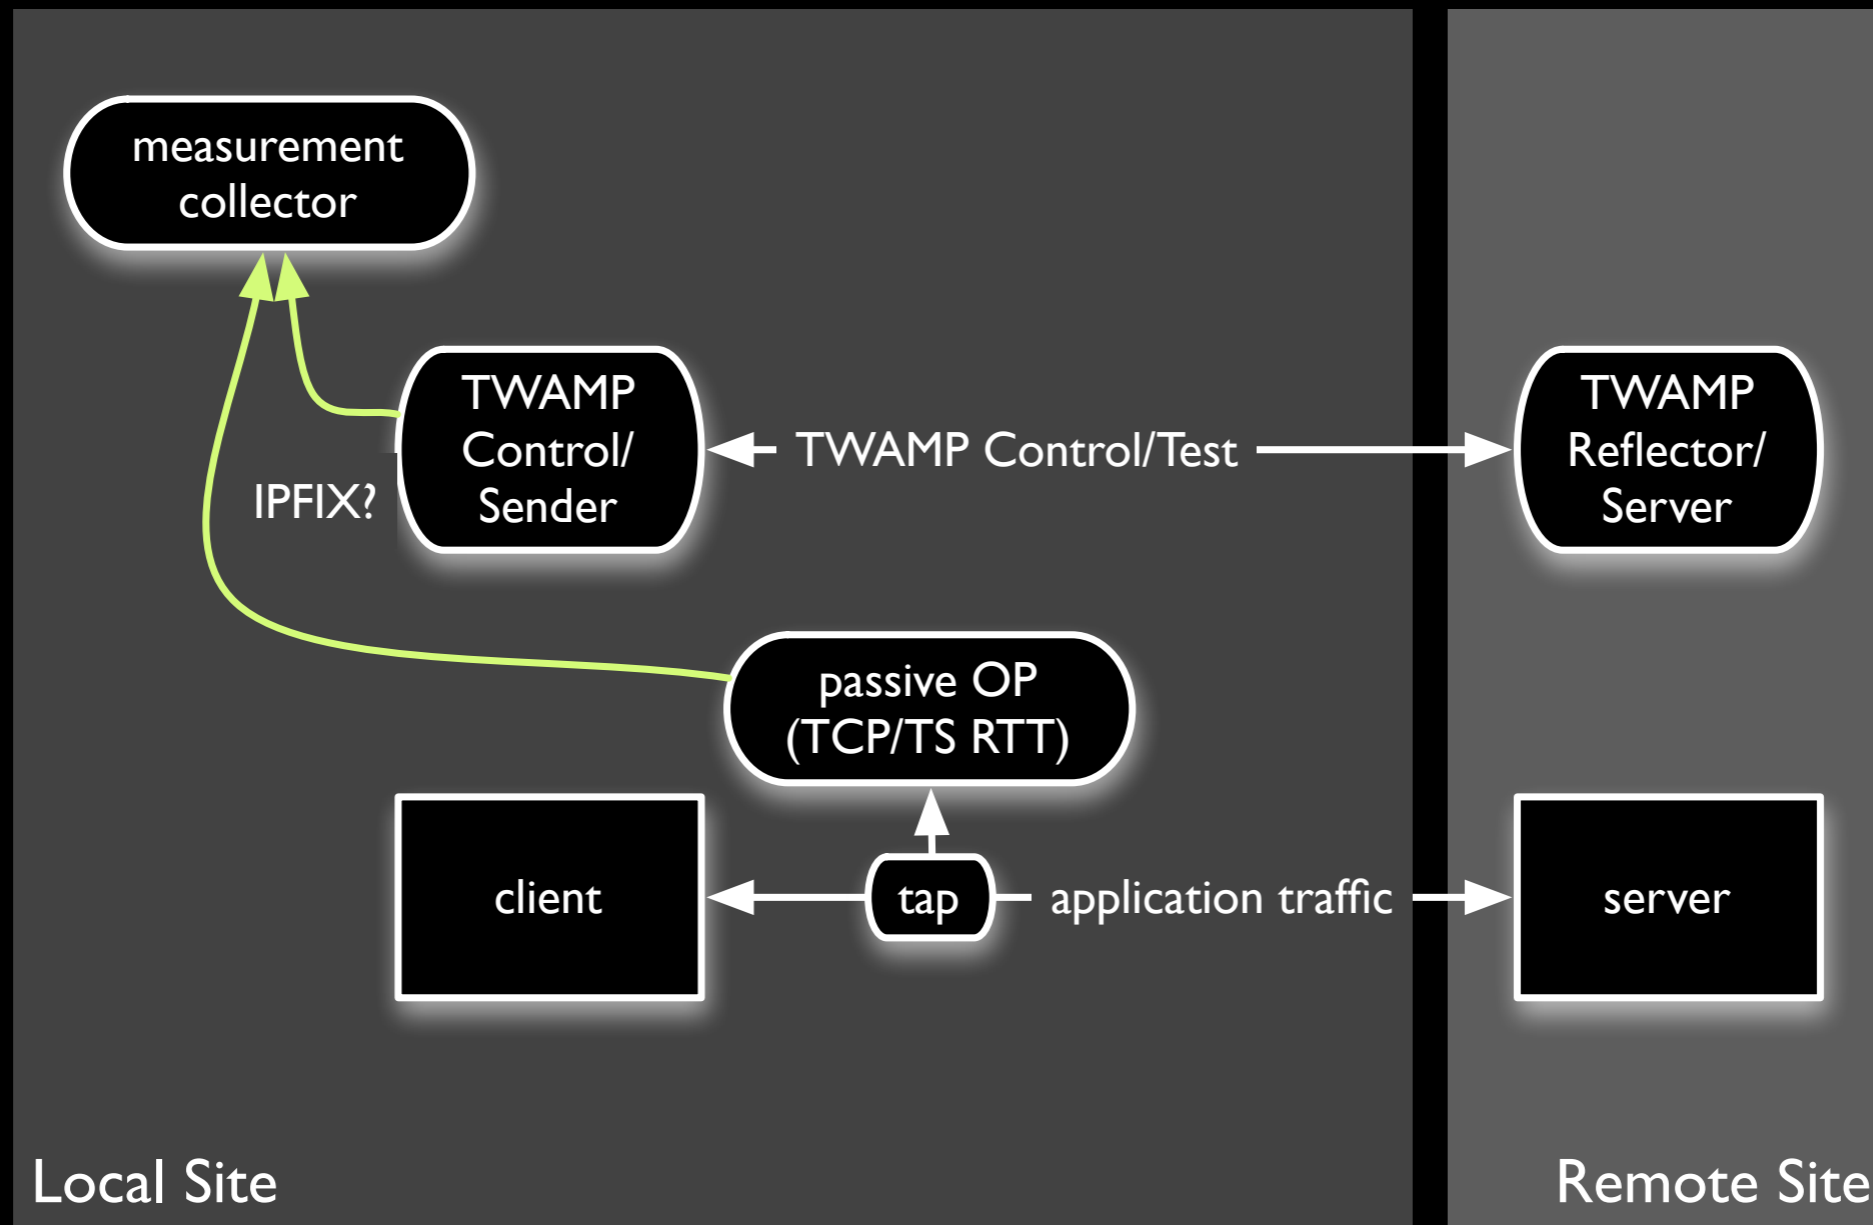 measurement
collector
TWAMP
Control/
Sender
TWAMP Control/Test
TWAMP
Reflector/
Server
IPFIX?
passive OP
(TCP/TS RTT)
client
tap
application traffic
server
Local Site
Remote Site